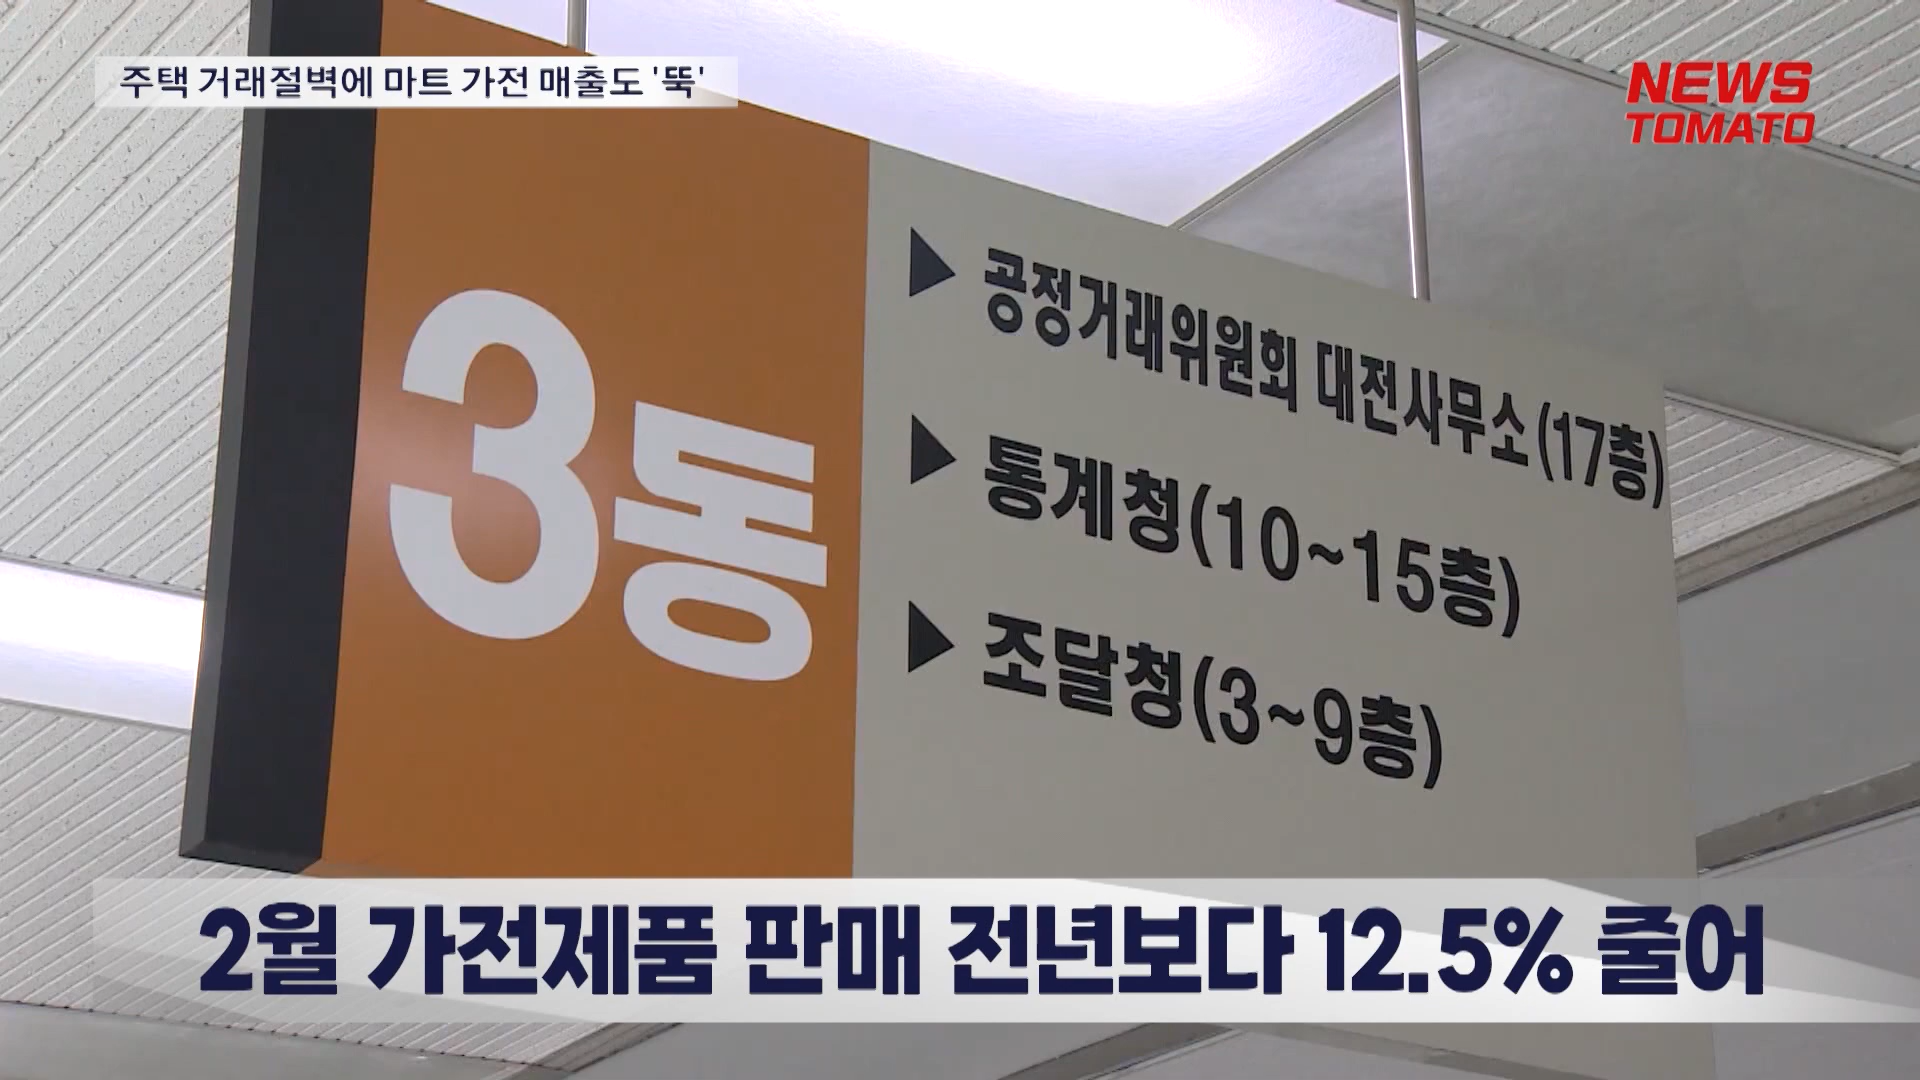 주택 거래절벽에 마트 가전 매출도 '뚝'
NEWS
TOMATO
3동
▶ 공정거래위원회 대전사무소(17층)
▶ 통계청(10~15층)
▶ 조달청(3~9층)
2월 가전제품 판매 전년보다 12.5% 줄어